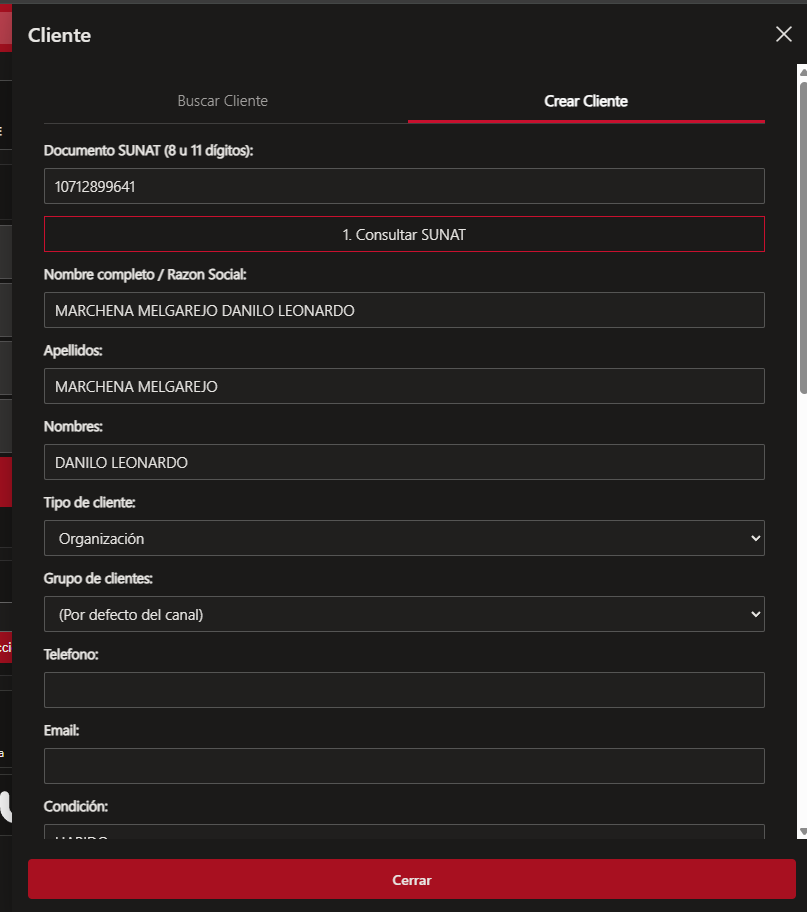 Cliente
Buscar Cliente
Crear Cliente
Documento SUNAT (8 u 11 dígitos):
10712899641
1. Consultar SUNAT
Nombre completo / Razon Social:
MARCHENA MELGAREJO DANILO LEONARDO
Apellidos:
MARCHENA MELGAREJO
Nombres:
DANILO LEONARDO
Tipo de cliente:
Organización
Grupo de clientes:
(Por defecto del canal)
Telefono:
Email:
Condición:
Cerrar